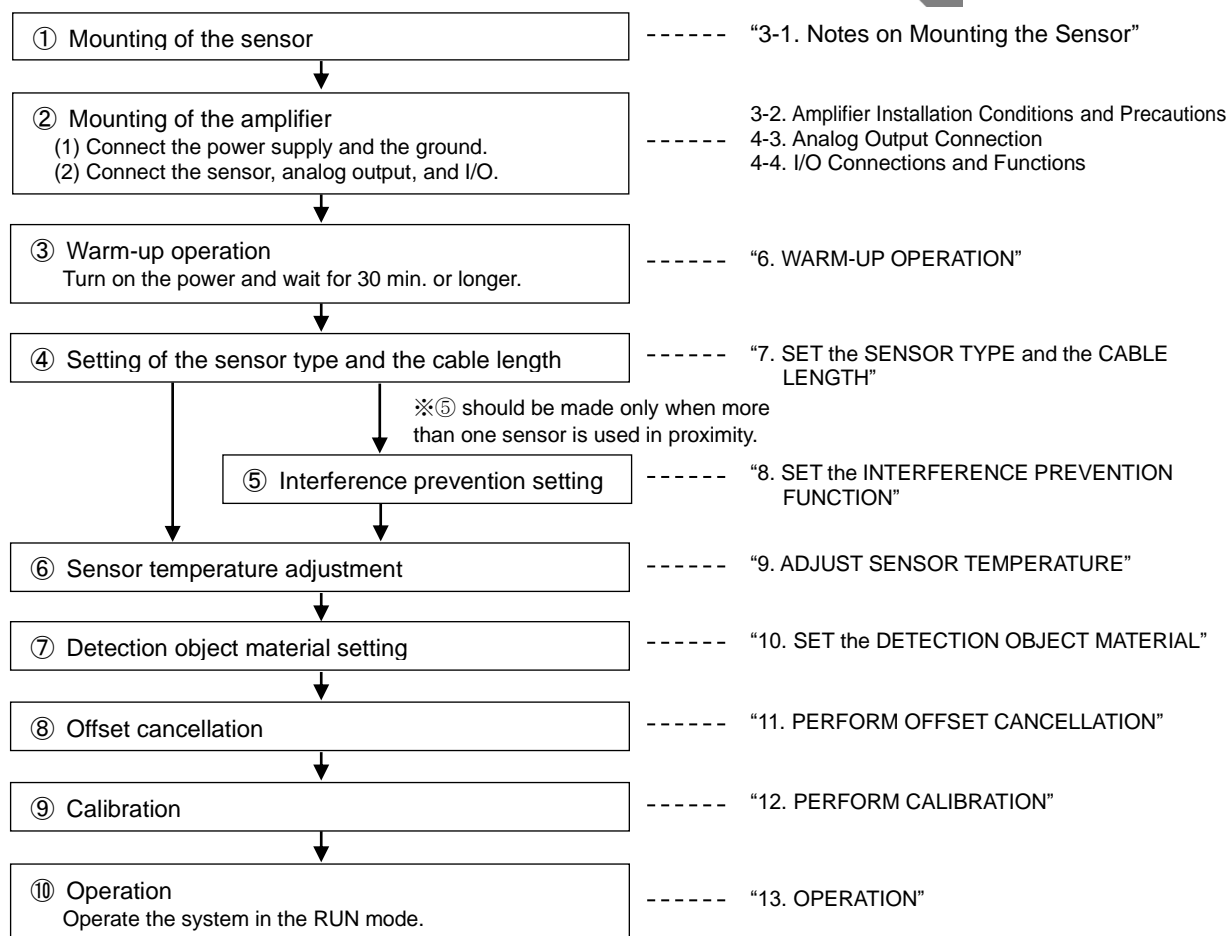 ① Mounting of the sensor
“3-1. Notes on Mounting the Sensor”
② Mounting of the amplifier
(1) Connect the power supply and the ground.
(2) Connect the sensor, analog output, and I/O.
3-2. Amplifier Installation Conditions and Precautions
4-3. Analog Output Connection
4-4. I/O Connections and Functions
③ Warm-up operation
Turn on the power and wait for 30 min. or longer.
“6. WARM-UP OPERATION”
④ Setting of the sensor type and the cable length
“7. SET the SENSOR TYPE and the CABLE
LENGTH”
※⑤ should be made only when more
than one sensor is used in proximity.
⑤ Interference prevention setting
“8. SET the INTERFERENCE PREVENTION
FUNCTION”
⑥ Sensor temperature adjustment
“9. ADJUST SENSOR TEMPERATURE”
⑦ Detection object material setting
“10. SET the DETECTION OBJECT MATERIAL”
⑧ Offset cancellation
“11. PERFORM OFFSET CANCELLATION”
⑨ Calibration
“12. PERFORM CALIBRATION”
⑩ Operation
Operate the system in the RUN mode.
“13. OPERATION”